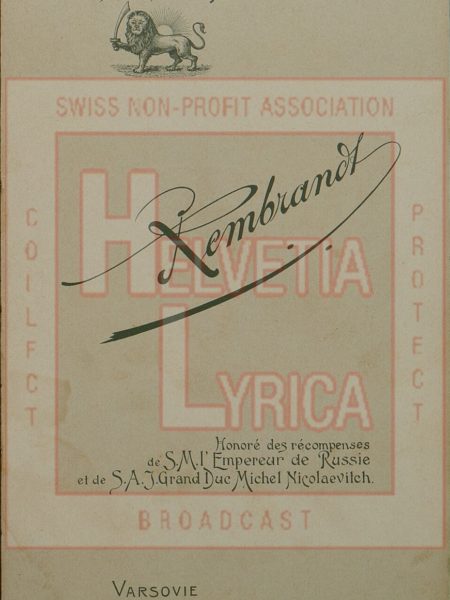 SWISS NON-PROFIT ASSOCIATION
Rembrandt
HELVETIA
LYRICA
COLLECT
PROTECT
Honoré des récompenses
de S.M.l'Empereur de Russie
et de S.A.J.Grand Duc Michel Nicolaevitch.
BROADCAST
VARSOVIE